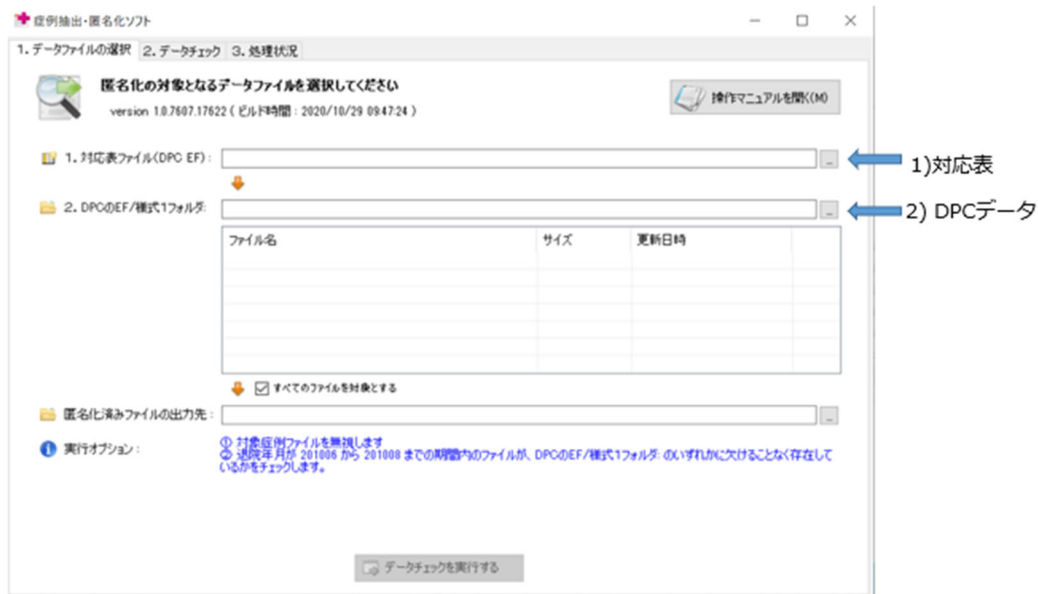 症例抽出・匿名化ソフト
1. データファイルの選択 2. データチェック 3. 処理状況
匿名化の対象となるデータファイルを選択してください
version 1.0.7607.17622 ( ビルド時間 : 2020/10/29 09:47:24 )
操作マニュアルを開く(M)
1. 対応表ファイル(DPC EF) :
...
1)対応表
2. DPCのEF/様式1フォルダ:
...
2) DPCデータ
ファイル名 サイズ 更新日時
すべてのファイルを対象とする
匿名化済みファイルの出力先 :
...
実行オプション :
① 対象症例ファイルを無視します
② 退院年月が 201006 から 201008 までの期間内のファイルが、DPCのEF/様式1フォルダ のいずれかに欠けることなく存在して
いるかをチェックします。
データチェックを実行する